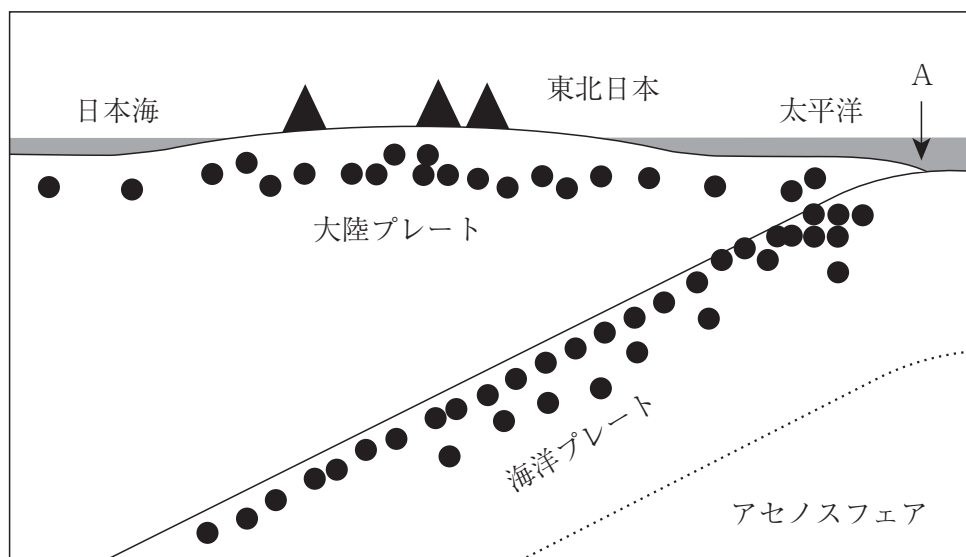 日本海
東北日本
太平洋
A
大陸プレート
海洋プレート
アセノスフェア